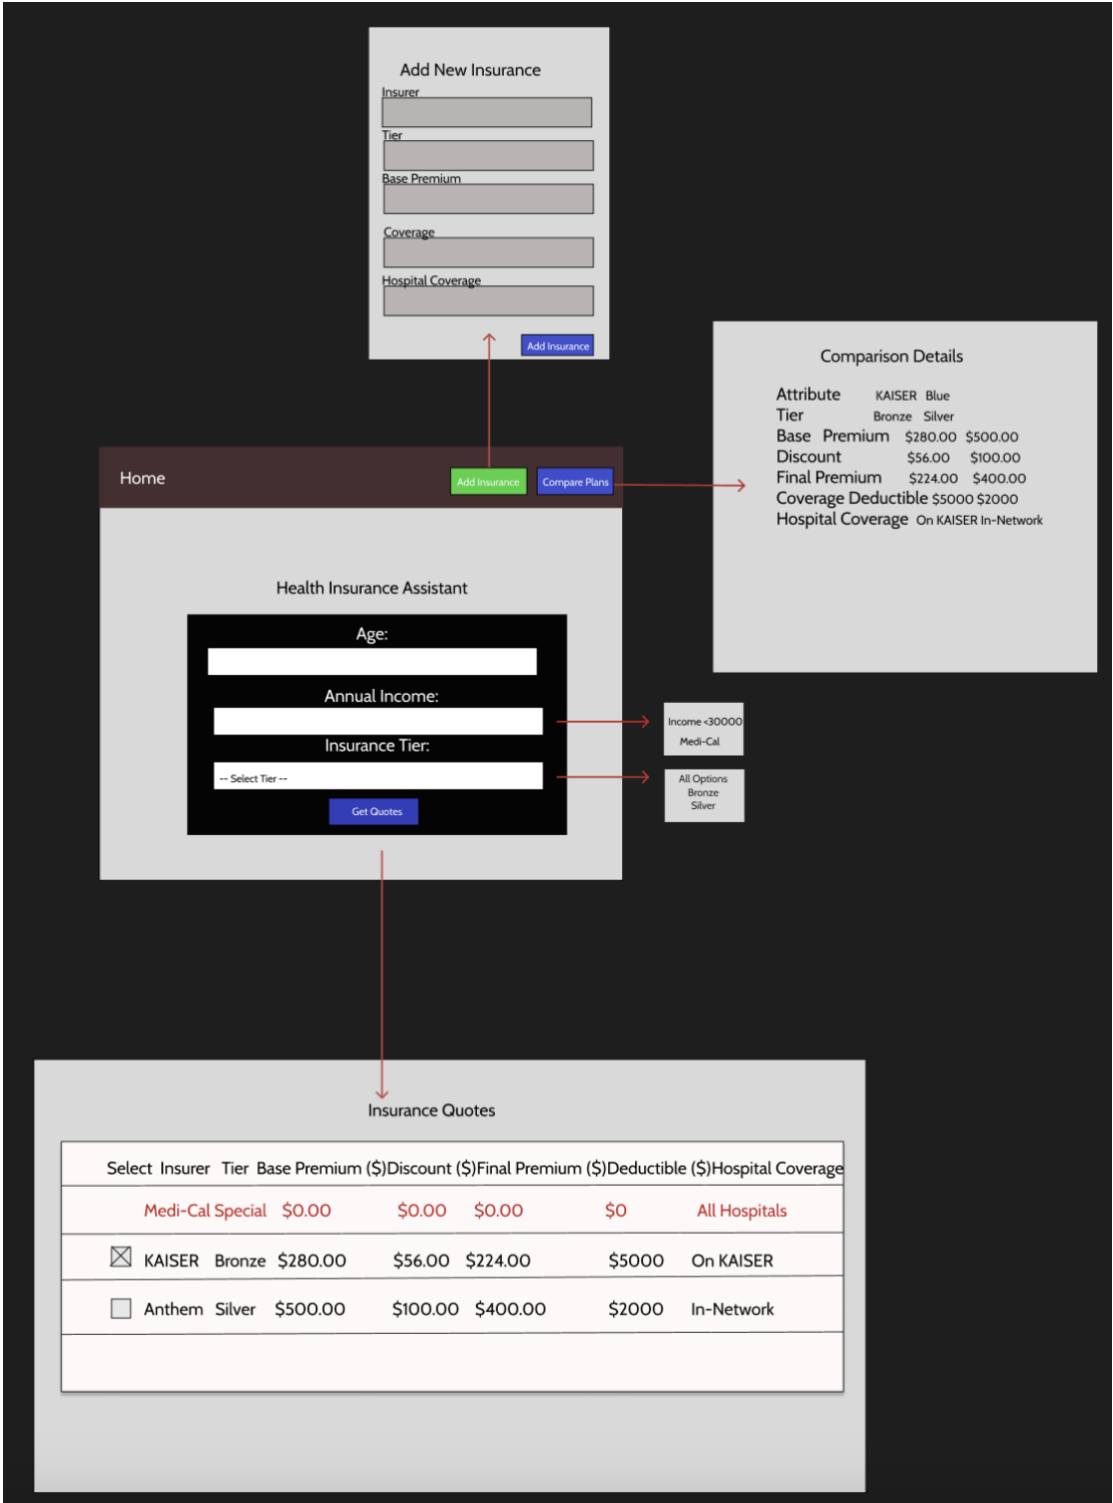 Add New Insurance
Insurer
Tier
Base Premium
Coverage
Hospital Coverage
Add Insurance
Comparison Details
Attribute KAISER Blue
Tier Bronze Silver
Base Premium $280.00 $500.00
Discount $56.00 $100.00
Final Premium $224.00 $400.00
Coverage Deductible $5000 $2000
Hospital Coverage On KAISER In-Network
Home Add Insurance Compare Plans
Health Insurance Assistant
Age:
Annual Income:
Insurance Tier:
-- Select Tier --
Get Quotes
Income <30000
Medi-Cal
All Options
Bronze
Silver
Insurance Quotes
Select Insurer Tier Base Premium ($)Discount ($)Final Premium ($)Deductible ($)Hospital Coverage
Medi-Cal Special $0.00 $0.00 $0.00 $0 All Hospitals
KAISER Bronze $280.00 $56.00 $224.00 $5000 On KAISER
Anthem Silver $500.00 $100.00 $400.00 $2000 In-Network